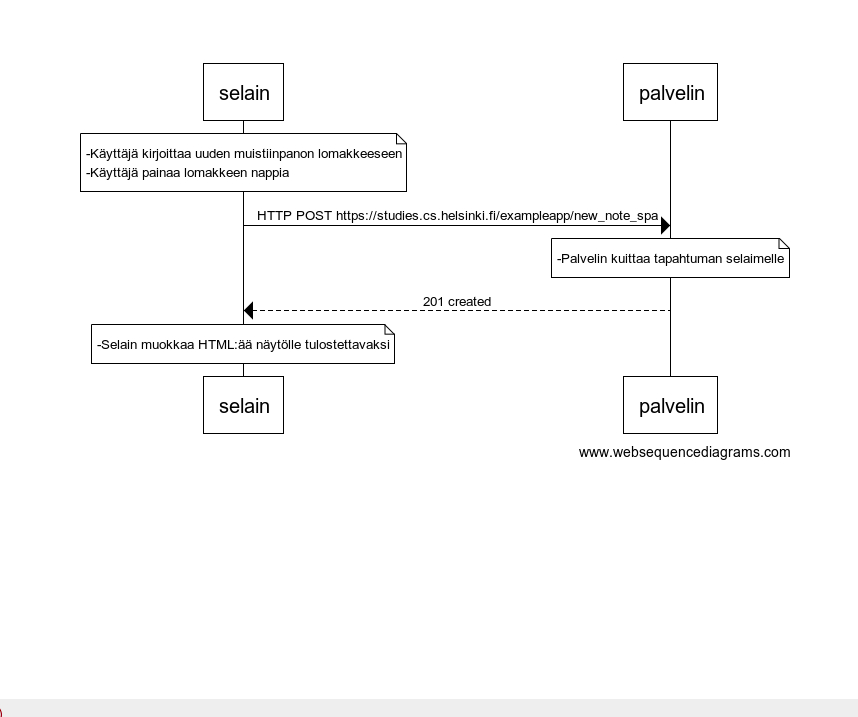 selain
palvelin
-Käyttäjä kirjoittaa uuden muistiinpanon lomakkeeseen
-Käyttäjä painaa lomakkeen nappia
HTTP POST https://studies.cs.helsinki.fi/exampleapp/new_note_spa
-Palvelin kuittaa tapahtuman selaimelle
201 created
-Selain muokkaa HTML:ää näytölle tulostettavaksi
selain
palvelin
www.websequencediagrams.com